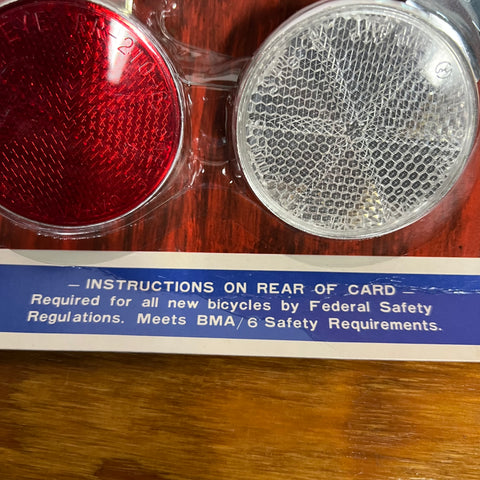 — INSTRUCTIONS ON REAR OF CARD
Required for all new bicycles by Federal Safety
Regulations. Meets BMA/6 Safety Requirements.